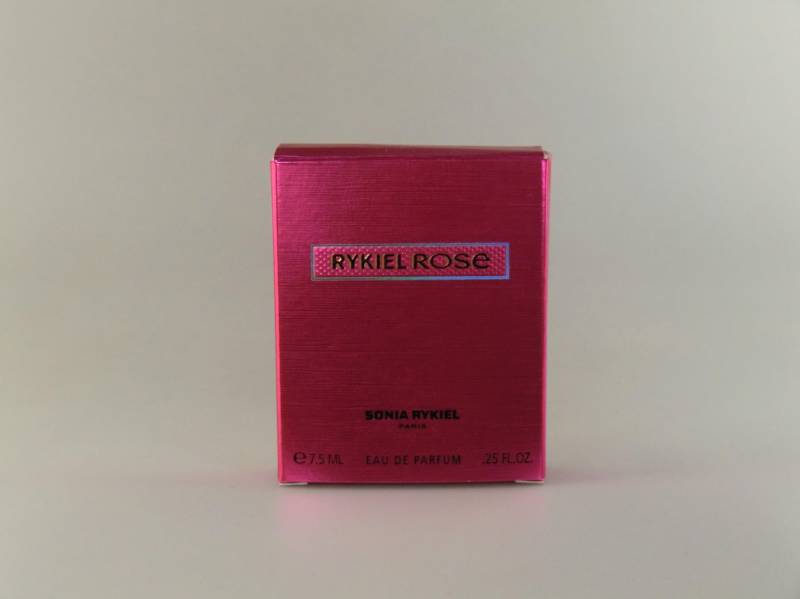 RYKIEL ROSe
SONIA RYKIEL
PARIS
℮ 7.5 ML EAU DE PARFUM .25 FL.OZ.